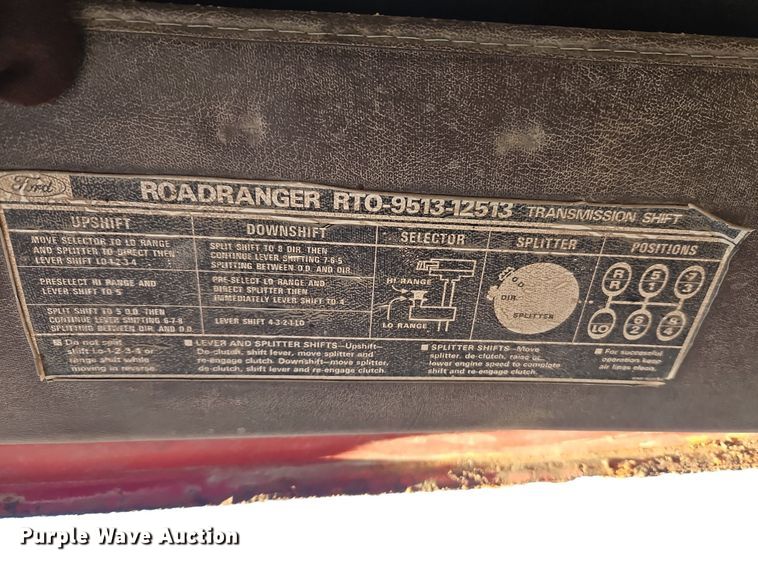 Ford
ROADRANGER RTO-9513-12513 TRANSMISSION SHIFT
UPSHIFT
MOVE SELECTOR TO LO RANGE
AND SPLITTER TO DIRECT THEN
LEVER SHIFT LO-1-2-3-4
PRESELECT HI RANGE AND
LEVER SHIFT TO 5
SPLIT SHIFT TO 5 O.D. THEN
CONTINUE LEVER SHIFTING 6-7-8
SPLITTING BETWEEN DIR. AND O.D.
DOWNSHIFT
SPLIT SHIFT TO 8 DIR. THEN
CONTINUE LEVER SHIFTING 7-6-5
SPLITTING BETWEEN O.D. AND DIR.
PRE-SELECT LO RANGE AND
DIRECT SPLITTER THEN
IMMEDIATELY LEVER SHIFT TO 4
LEVER SHIFT 4-3-2-1-LO
SELECTOR
HI RANGE
LO RANGE
SPLITTER
O.D.
DIR.
SPLITTER
POSITIONS
R R
5 1
7 3
LO
6 2
8 4
Do not
shift Lo-1-2-3-4 or
range shift while
moving in reverse.
LEVER AND SPLITTER SHIFTS—Upshift-
De-clutch, shift lever, move splitter and
re-engage clutch. Downshift—move splitter,
de-clutch, shift lever and re-engage clutch.
SPLITTER SHIFTS—Move
splitter, de-clutch, raise or
lower engine speed to complete
shift and re-engage clutch.
For successful
operation keep
air lines clean.
Purple Wave Auction